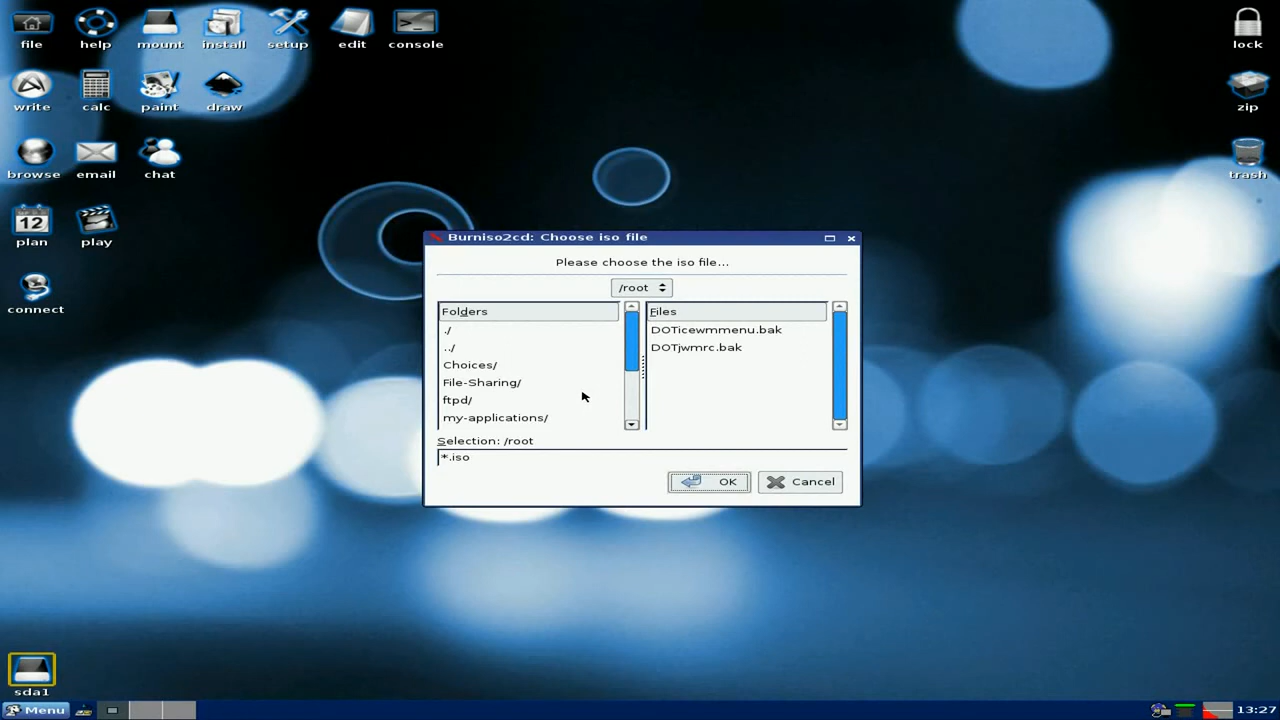 file help mount install setup edit console lock
write calc paint draw zip
browse email chat trash
12
plan play
connect
Burniso2cd: Choose iso file
Please choose the iso file...
/root
Folders Files
./ DOTicewmmenu.bak
../ DOTjwmrc.bak
Choices/
File-Sharing/
ftpd/
my-applications/
Selection: /root
*.iso
OK Cancel
sda1
Menu 13:27